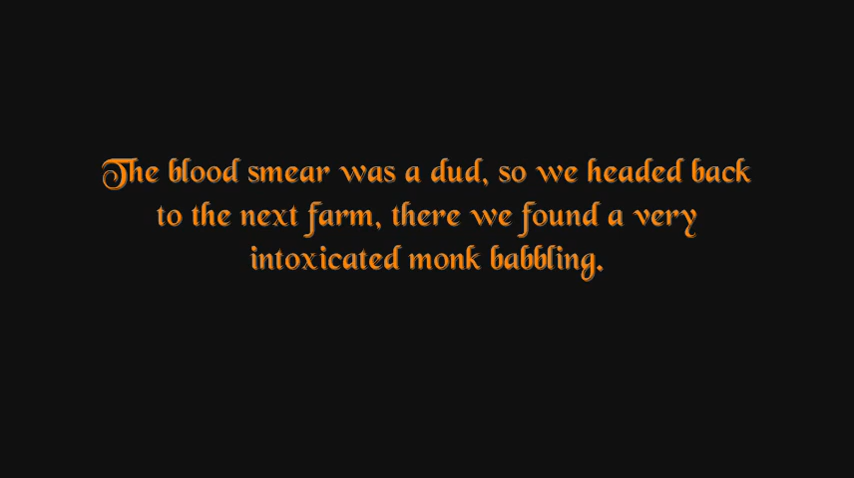 The blood smear was a dud, so we headed back
to the next farm, there we found a very
intoxicated monk babbling.